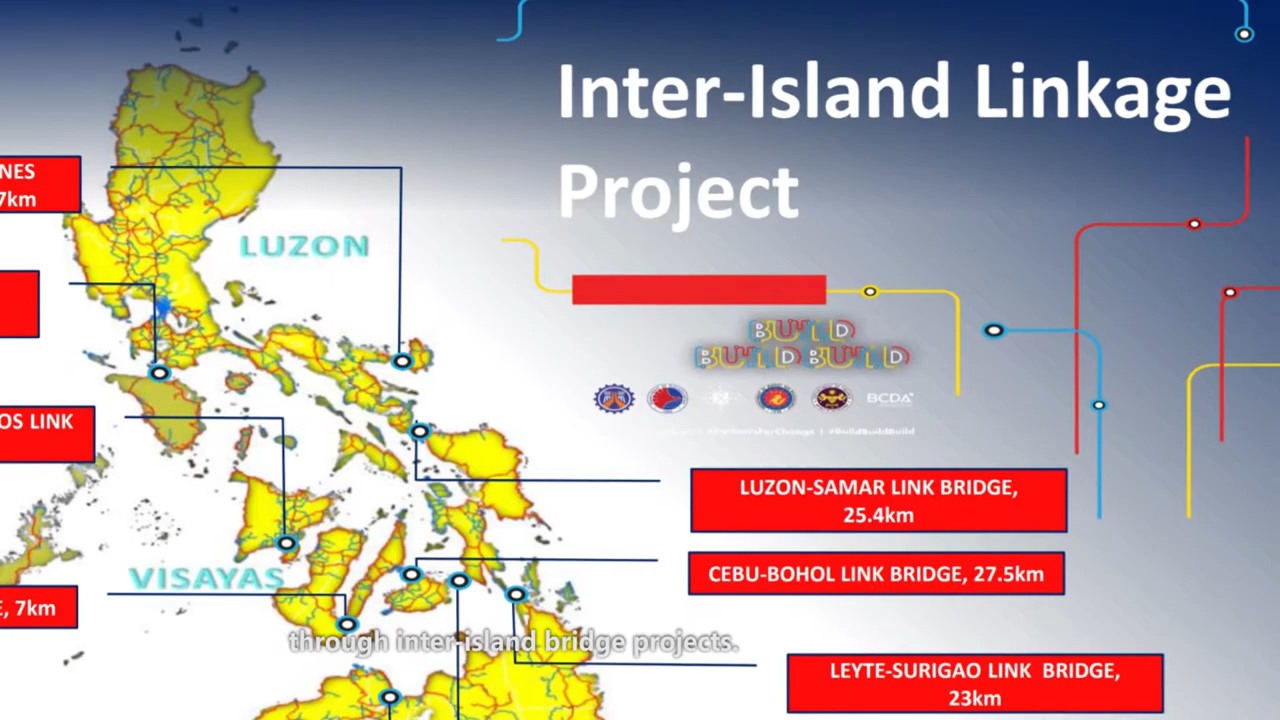 Inter-Island Linkage
Project
NES
7km
LUZON
BUILD
BUILD BUILD
BCDA
#BuildBuildBuild
OS LINK
LUZON-SAMAR LINK BRIDGE,
25.4km
CEBU-BOHOL LINK BRIDGE, 27.5km
VISAYAS
E, 7km
through inter-island bridge projects.
LEYTE-SURIGAO LINK BRIDGE,
23km